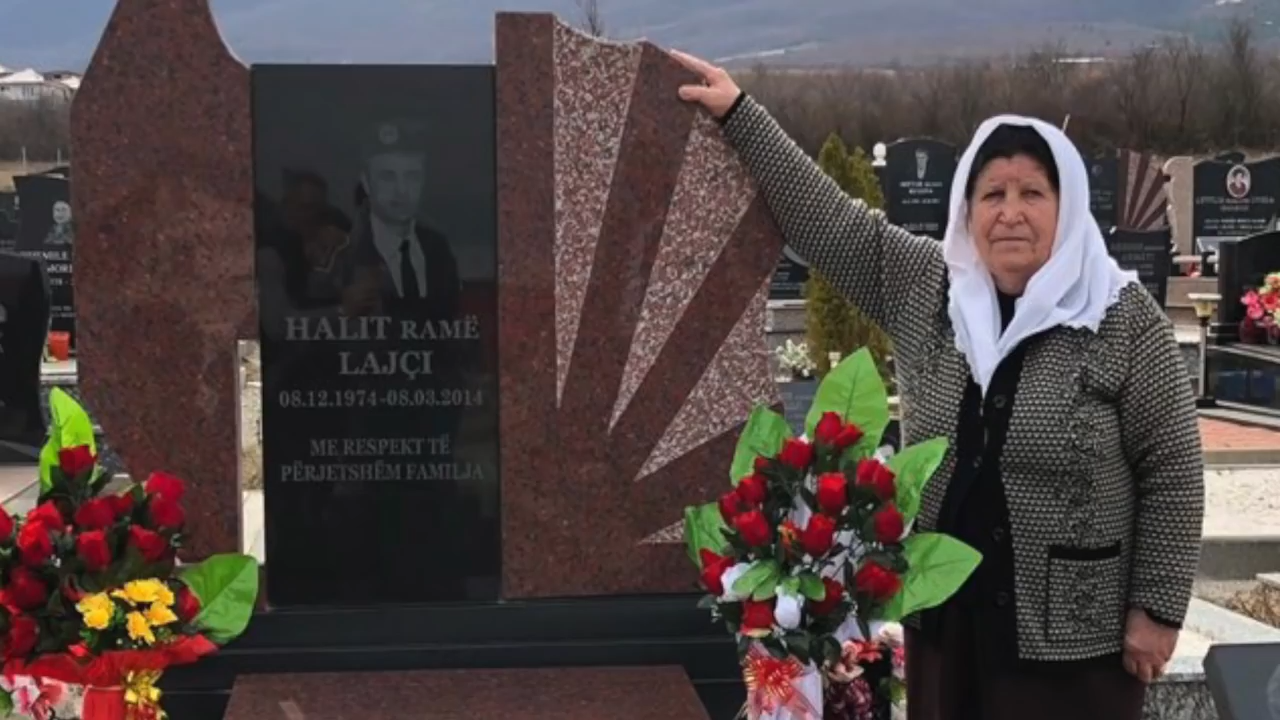 HALIT RAMË
LAJÇI
08.12.1974-08.03.2014
ME RESPEKT TË
PËRJETSHËM FAMILJA